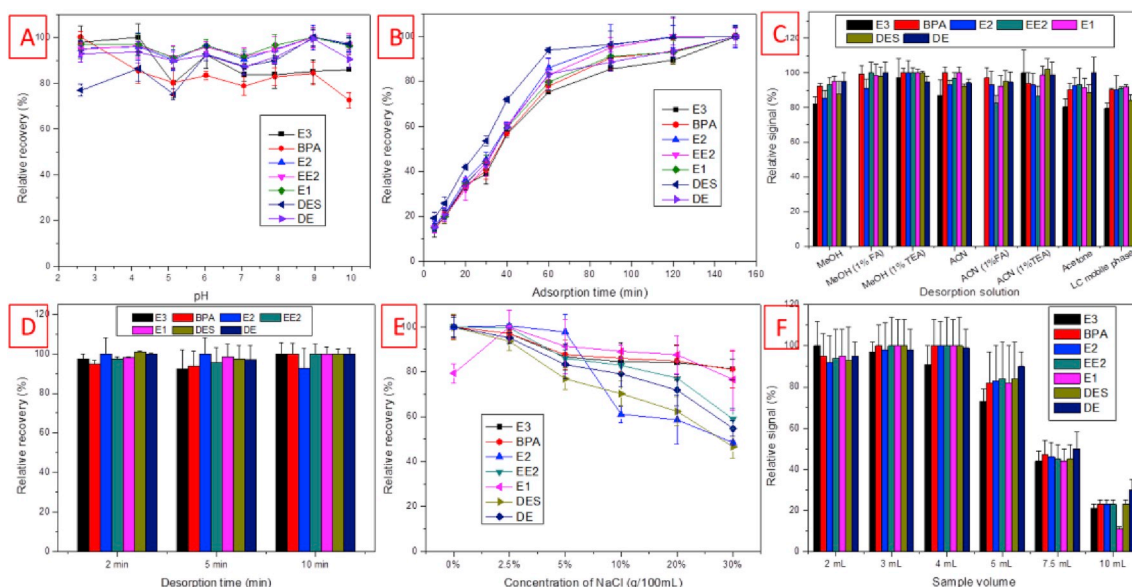 A
Relative recovery (%)
100
80
60
40
20
0
2
3
4
5
6
7
8
9
10
pH
E3
BPA
E2
EE2
E1
DES
DE
B
Relative recovery (%)
100
80
60
40
20
0
0
20
40
60
80
100
120
140
160
Adsorption time (min)
E3
BPA
E2
EE2
E1
DES
DE
C
E3 BPA E2 EE2 E1
DES DE
Relative siginal (%)
140
120
100
80
60
40
20
0
MeOH
MeOH (1% FA)
MeOH (1% TEA)
ACN
ACN (1%FA)
ACN (1%TEA)
Acetone
LC mobile phase
Desorption solution
D
E3 BPA E2 EE2
E1 DES DE
Relative recovery (%)
120
100
80
60
40
20
0
2 min
5 min
10 min
Desorption time (min)
E
Relative recovery (%)
100
80
60
40
20
0
E3
BPA
E2
EE2
E1
DES
DE
0%
2.5%
5%
10%
20%
30%
Concentration of NaCl (g/100mL)
F
Relative signal (%)
120
100
80
60
40
20
0
E3
BPA
E2
EE2
E1
DES
DE
2 mL
3 mL
4 mL
5 mL
7.5 mL
10 mL
Sample volume